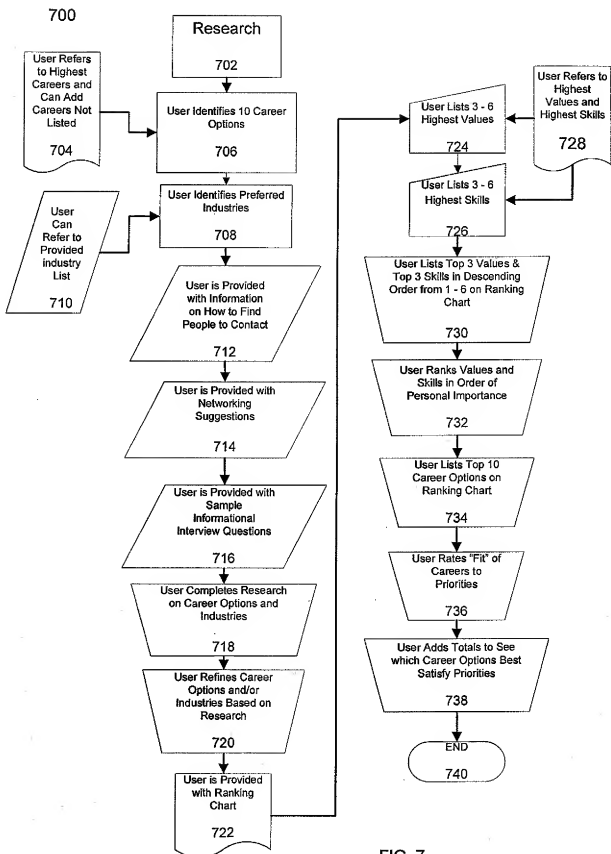 700
Research
702
User Refers
to Highest
Careers and
Can Add
Careers Not
Listed
704
User Identifies 10 Career
Options
706
User Identifies Preferred
Industries
708
User
Can
Refer to
Provided
industry
List
710
User is Provided
with Information
on How to Find
People to Contact
712
User is Provided with
Networking
Suggestions
714
User is Provided with
Sample
Informational
Interview Questions
716
User Completes Research
on Career Options and
Industries
718
User Refines Career
Options and/or
Industries Based on
Research
720
User is Provided
with Ranking
Chart
722
User Lists 3 - 6
Highest Values
724
User Refers to
Highest
Values and
Highest Skills
728
User Lists 3 - 6
Highest Skills
726
User Lists Top 3 Values &
Top 3 Skills in Descending
Order from 1 - 6 on Ranking
Chart
730
User Ranks Values and
Skills in Order of
Personal Importance
732
User Lists Top 10
Career Options on
Ranking Chart
734
User Rates "Fit" of
Careers to
Priorities
736
User Adds Totals to See
which Career Options Best
Satisfy Priorities
738
END
740
FIG. 7